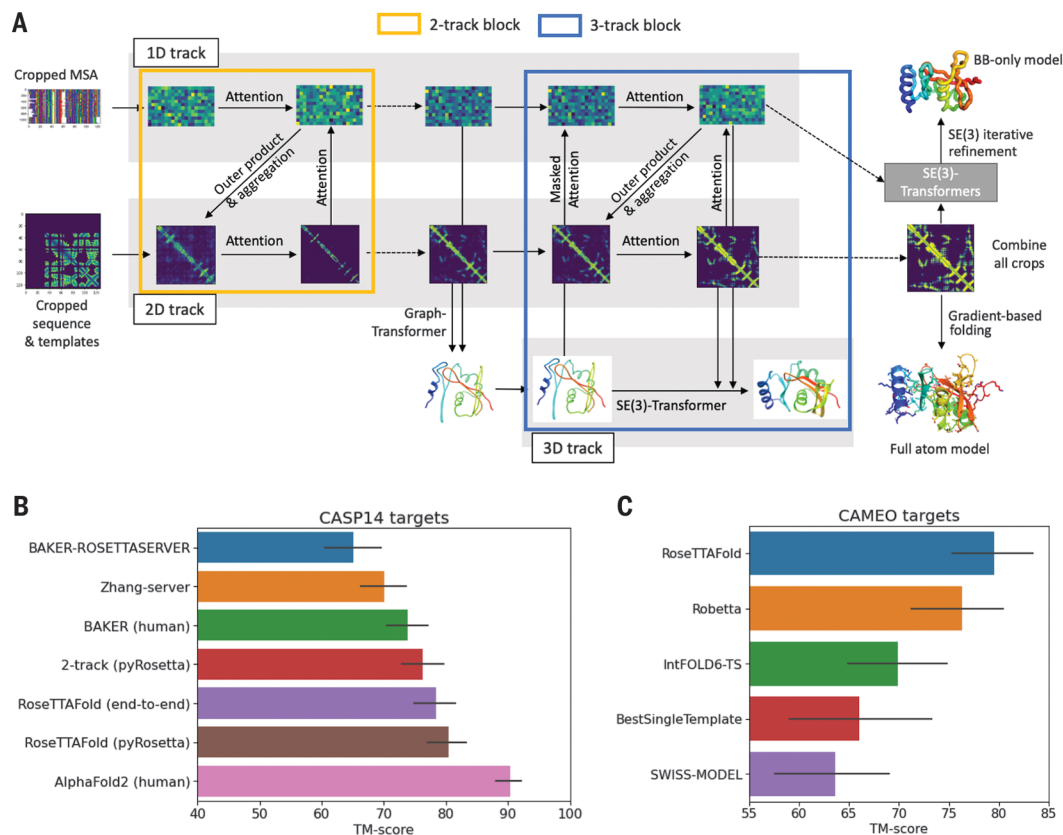 A
2-track block
3-track block
1D track
Cropped MSA
BB-only model
Attention
Attention
Outer product
& aggregation
Attention
Masked
Attention
Outer product
& aggregation
Attention
SE(3) iterative
refinement
SE(3)-
Transformers
Attention
Attention
Combine
all crops
Cropped
sequence
& templates
2D track
Graph-
Transformer
Gradient-based
folding
SE(3)-Transformer
3D track
Full atom model
B
CASP14 targets
BAKER-ROSETTASERVER
Zhang-server
BAKER (human)
2-track (pyRosetta)
RoseTTAFold (end-to-end)
RoseTTAFold (pyRosetta)
AlphaFold2 (human)
40 50 60 70 80 90 100
TM-score
C
CAMEO targets
RoseTTAFold
Robetta
IntFOLD6-TS
BestSingleTemplate
SWISS-MODEL
55 60 65 70 75 80 85
TM-score